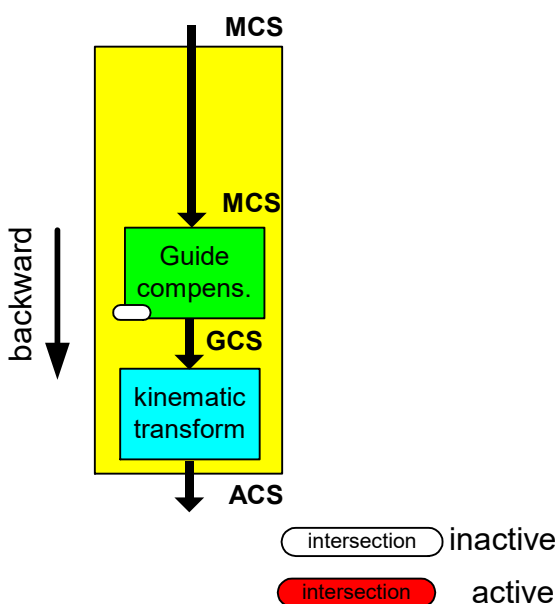 MCS
MCS
backward
Guide
compens.
GCS
kinematic
transform
ACS
intersection inactive
intersection active